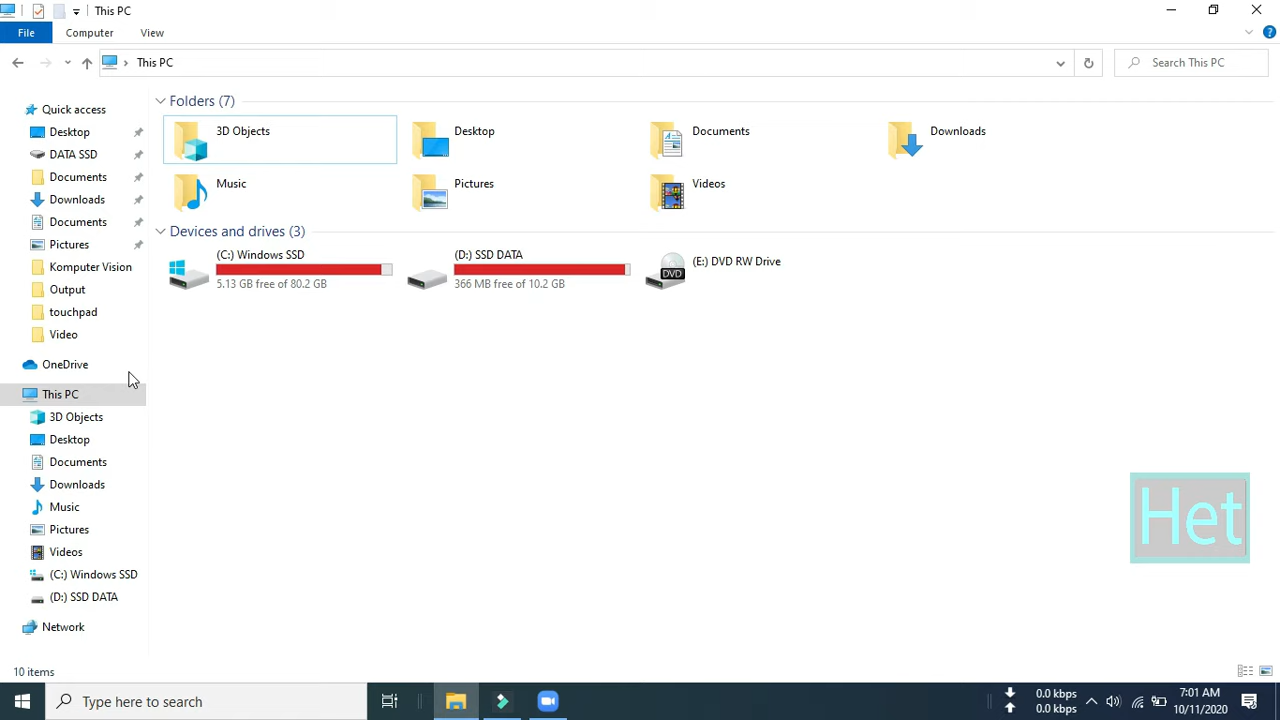 This PC
File
Computer
View
This PC
Search This PC
Quick access
Desktop
DATA SSD
Documents
Downloads
Documents
Pictures
Komputer Vision
Output
touchpad
Video
OneDrive
This PC
3D Objects
Desktop
Documents
Downloads
Music
Pictures
Videos
(C:) Windows SSD
(D:) SSD DATA
Network
Folders (7)
3D Objects
Desktop
Documents
Downloads
Music
Pictures
Videos
Devices and drives (3)
(C:) Windows SSD
5.13 GB free of 80.2 GB
(D:) SSD DATA
366 MB free of 10.2 GB
DVD
(E:) DVD RW Drive
Het
10 items
Type here to search
0.0 kbps
0.0 kbps
7:01 AM
10/11/2020